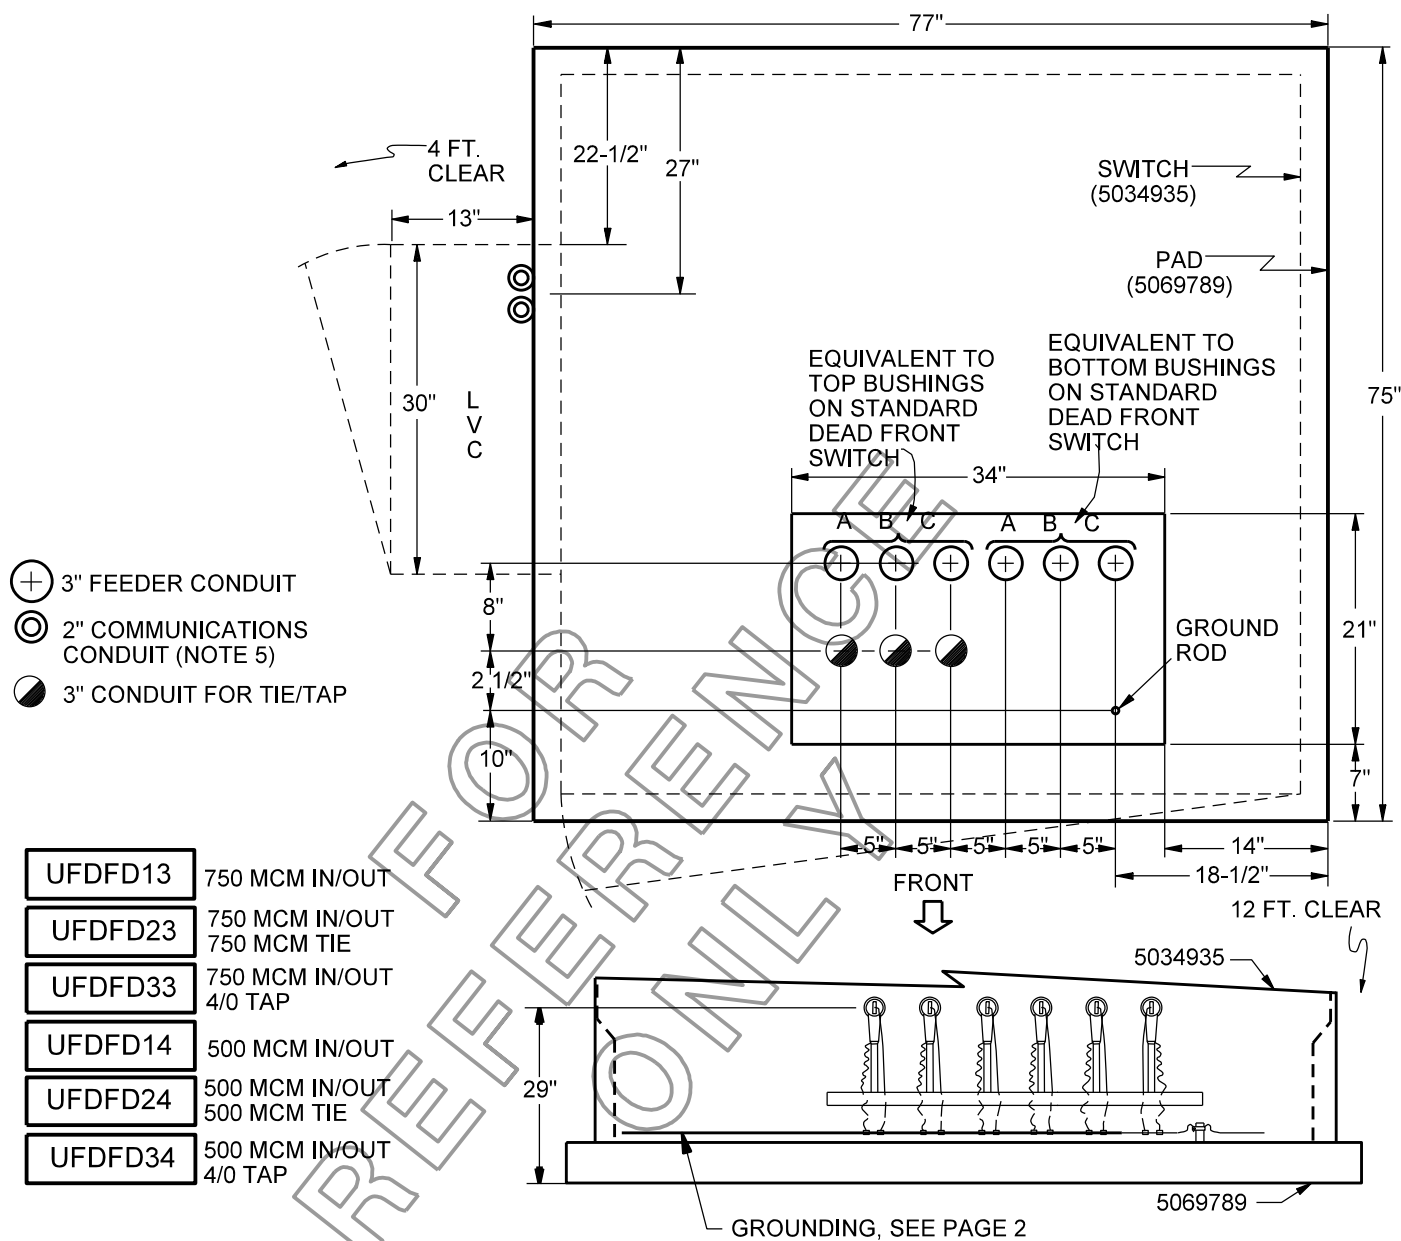 77"
22-1/2"
27"
4 FT.
CLEAR
13"
SWITCH
(5034935)
PAD
(5069789)
30"
L
V
C
EQUIVALENT TO
TOP BUSHINGS
ON STANDARD
DEAD FRONT
SWITCH
EQUIVALENT TO
BOTTOM BUSHINGS
ON STANDARD
DEAD FRONT
SWITCH
75"
34"
A B C A B C
3" FEEDER CONDUIT
2" COMMUNICATIONS
CONDUIT (NOTE 5)
3" CONDUIT FOR TIE/TAP
8"
2 1/2"
10"
GROUND
ROD
21"
7"
5" 5" 5" 5" 5"
14"
18-1/2"
FRONT
12 FT. CLEAR
UFDFD13 750 MCM IN/OUT
UFDFD23 750 MCM IN/OUT
750 MCM TIE
UFDFD33 750 MCM IN/OUT
4/0 TAP
UFDFD14 500 MCM IN/OUT
UFDFD24 500 MCM IN/OUT
500 MCM TIE
UFDFD34 500 MCM IN/OUT
4/0 TAP
5034935
29"
5069789
GROUNDING, SEE PAGE 2
FOR
REFERENCE
ONLY